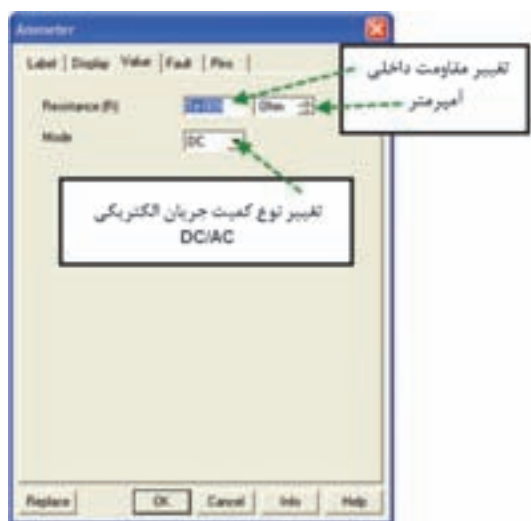 Ammeter
Label | Display | Value | Fault | Pins |
تغییر مقاومت داخلی
آمپرمتر
Resistance (R)
Ohm
Mode
DC
تغییر نوع کمیت جریان الکتریکی
DC/AC
Replace
OK
Cancel
Info
Help